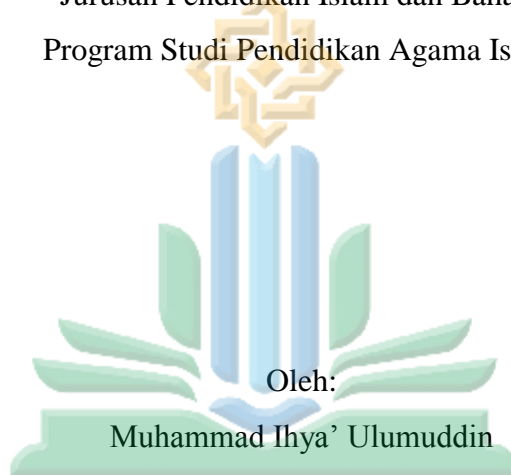 Jurusan Pendidikan Islam dan
Program Studi Pendidikan Agama
Oleh:
Muhammad Ihya’ Ulumuddin